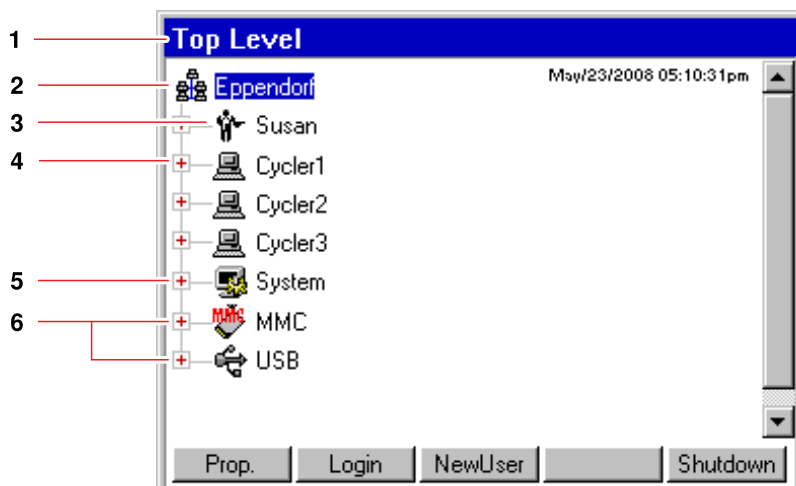 1 Top Level
2 Eppendorf May/23/2008 05:10:31pm
3 Susan
4 Cycler1
Cycler2
Cycler3
5 System
6 MMC MMC
USB
Prop. Login NewUser Shutdown